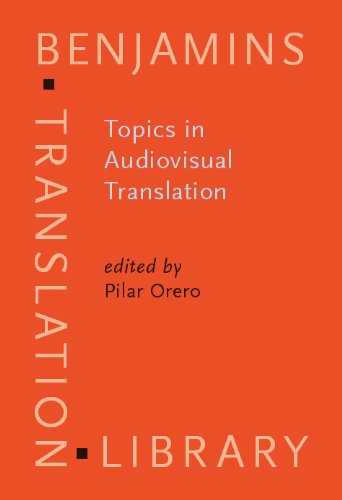 BENJAMINS
TRANSLATION
LIBRARY
Topics in
Audiovisual
Translation
edited by
Pilar Orero